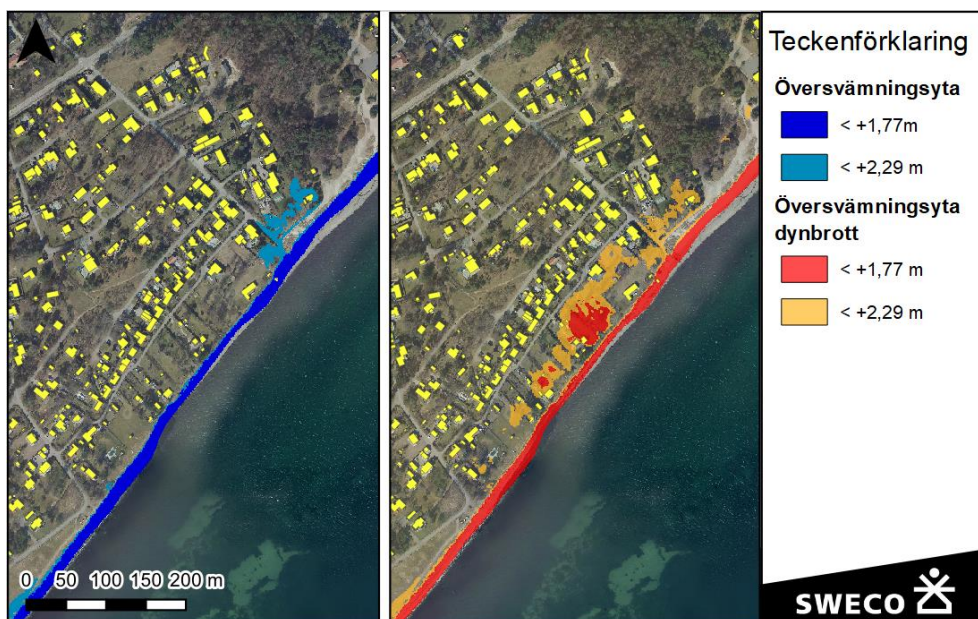 Teckenförklaring
Översvämningsyta
< +1,77m
< +2,29 m
Översvämningsyta
dynbrott
< +1,77 m
< +2,29 m
0 50 100 150 200 m
SWECO